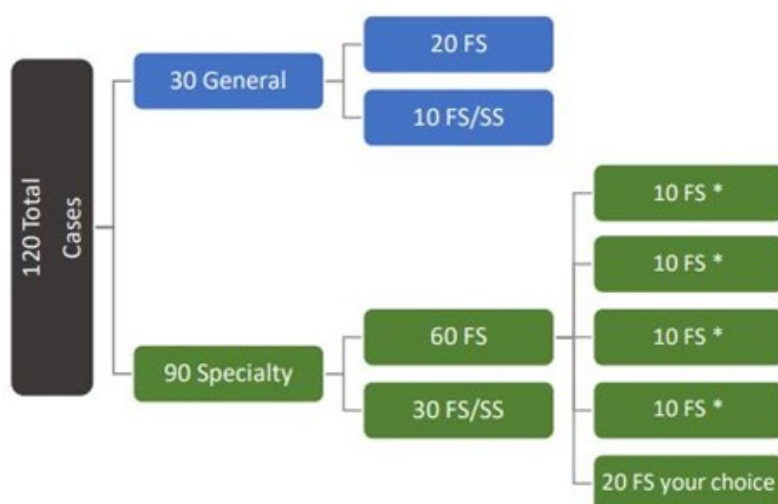 120 Total
Cases
30 General
20 FS
10 FS/SS
90 Specialty
60 FS
30 FS/SS
10 FS *
10 FS *
10 FS *
10 FS *
20 FS your choice